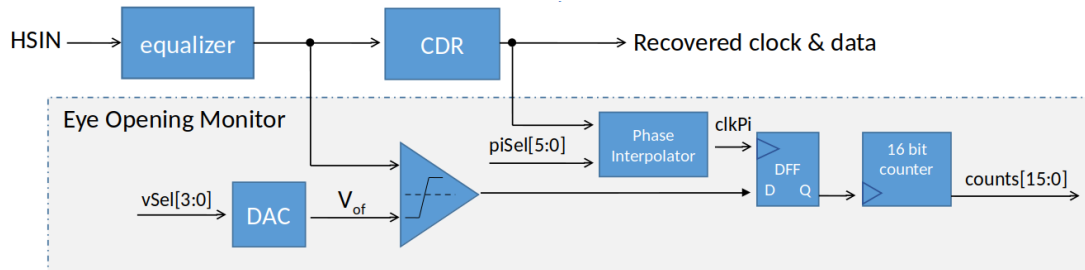 HSIN
equalizer
CDR
Recovered clock & data
Eye Opening Monitor
piSel[5:0]
Phase
Interpolator
clkPi
DFF
D Q
16 bit
counter
counts[15:0]
vSel[3:0]
DAC
Vof